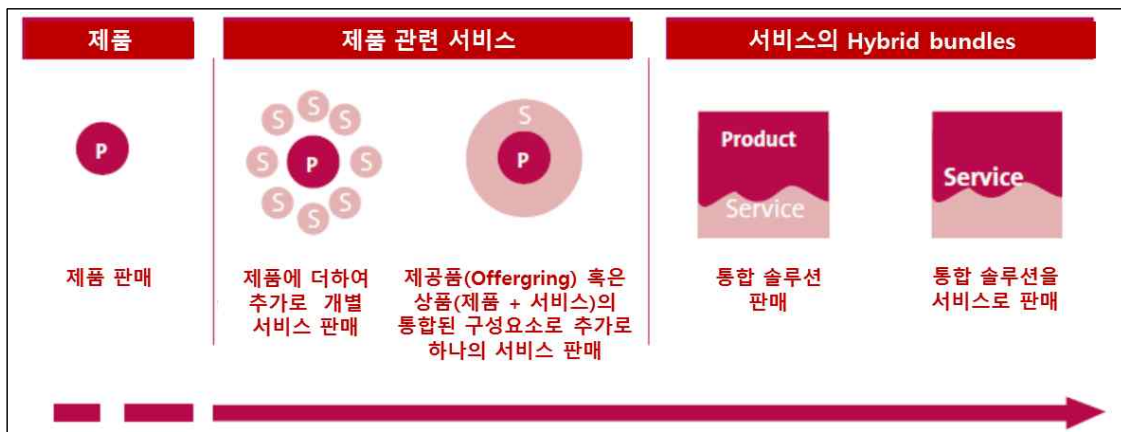 제품
제품 관련 서비스
서비스의 Hybrid bundles
P
S S S
S P S
S S S
S
P
Product
Service
Service
제품 판매
제품에 더하여
추가로 개별
서비스 판매
제공품(Offergring) 혹은
상품(제품 + 서비스)의
통합된 구성요소로 추가로
하나의 서비스 판매
통합 솔루션
판매
통합 솔루션을
서비스로 판매